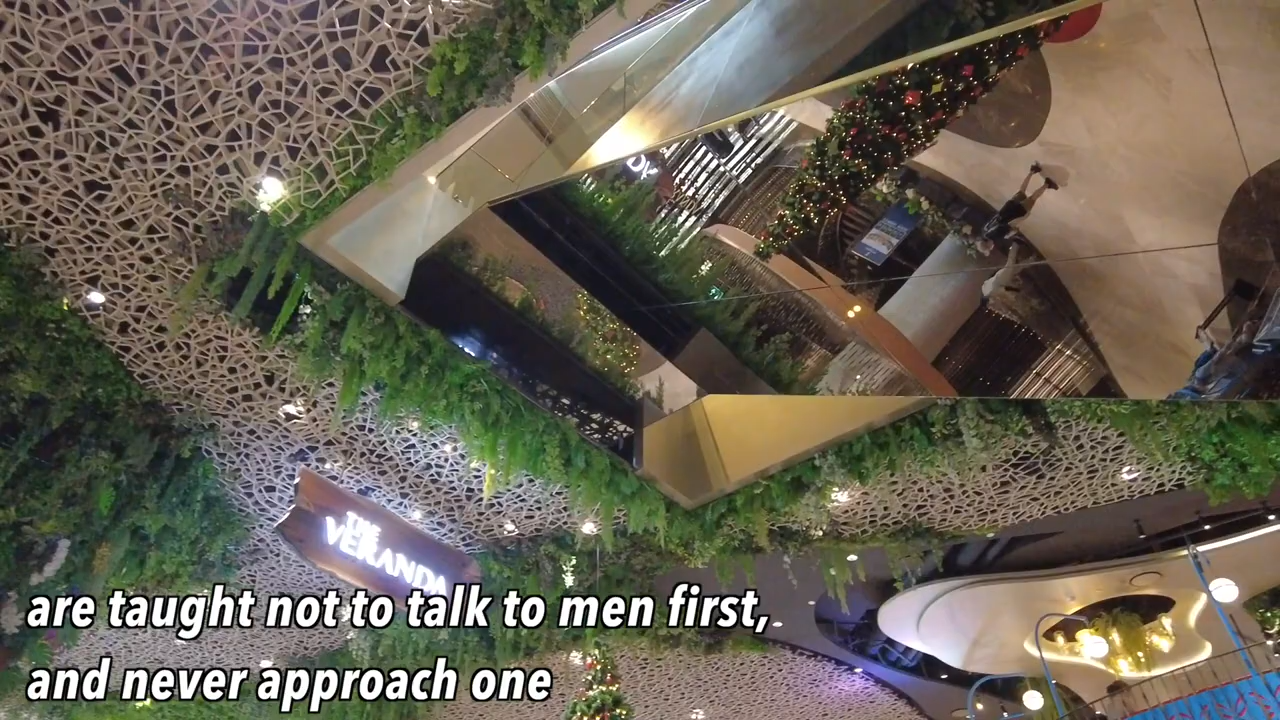 THE
VERANDA
are taught not to talk to men first,
and never approach one